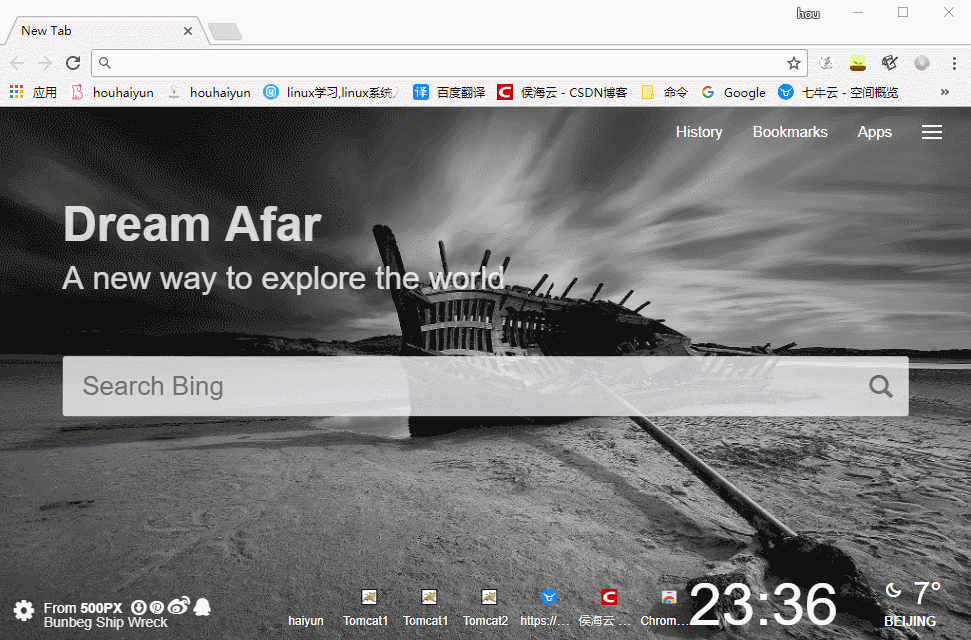 hou
New Tab
应用 houhaiyun houhaiyun linux学习,linux系统 译 百度翻译 C 侯海云 - CSDN博客 命令 G Google 七牛云 - 空间概览 »
History Bookmarks Apps
Dream Afar
A new way to explore the world
Search Bing
From 500PX
Bunbeg Ship Wreck
haiyun Tomcat1 Tomcat1 Tomcat2 https://... 侯海云 ... Chrom...
23:36
7°
BEIJING